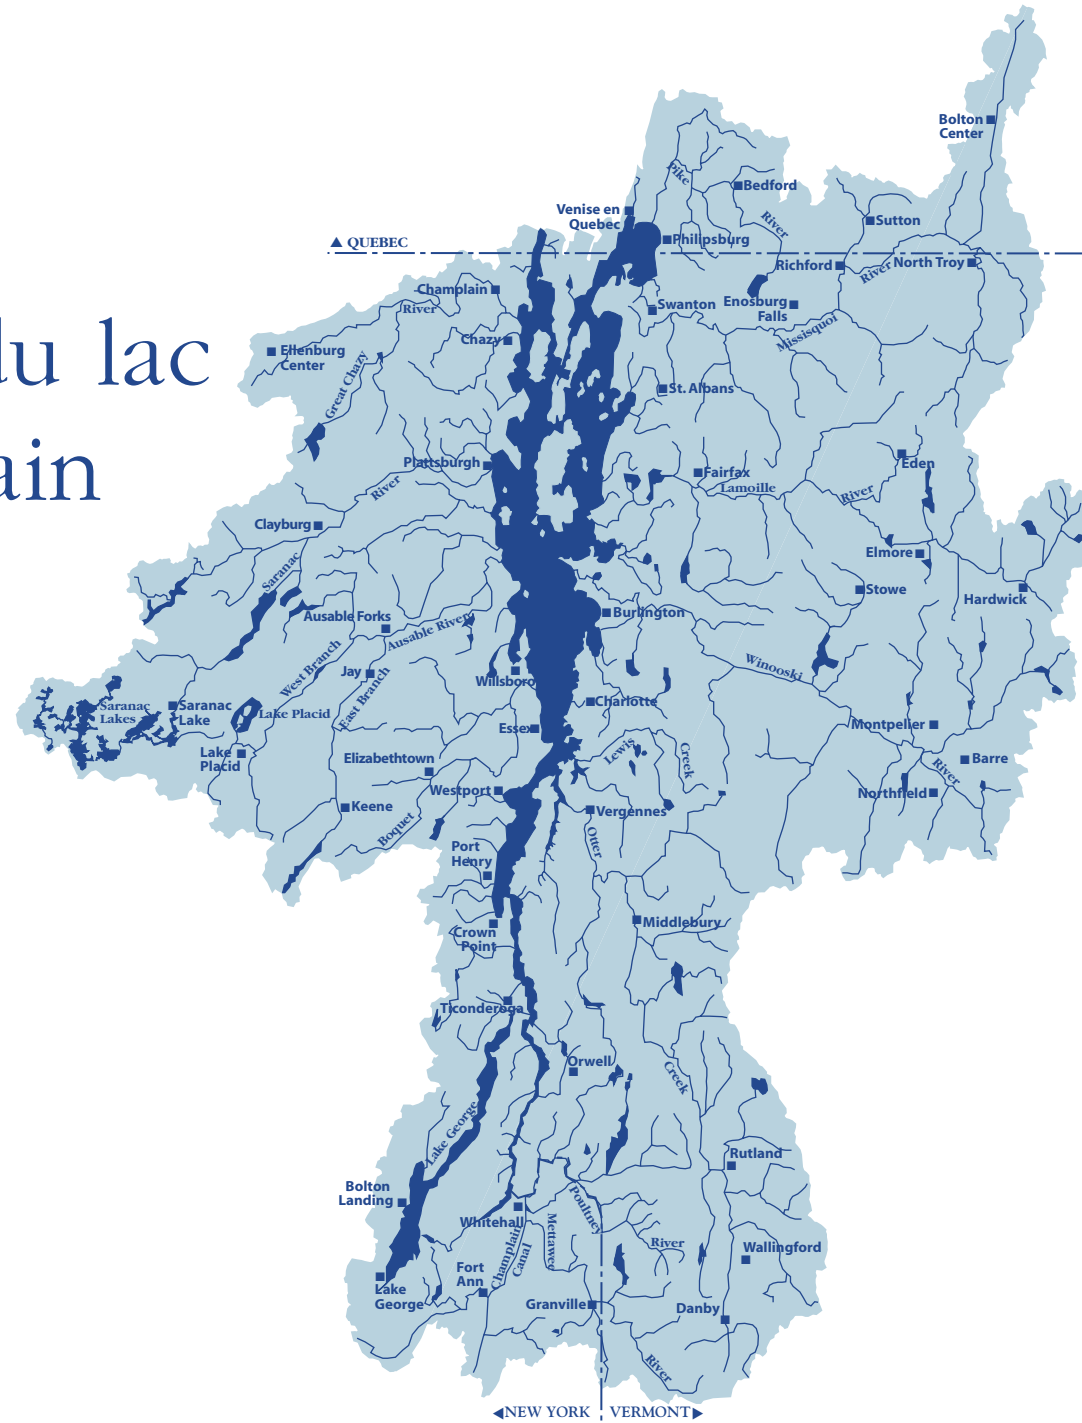 Bolton
Center
Pike
Bedford
Venise en
Quebec
River
Sutton
Philipsburg
▲ QUEBEC
Richford
River
North Troy
Champlain
River
Swanton
Enosburg
Falls
Missisquoi
Chazy
du lac
Ellenburg
Center
Great Chazy
St. Albans
ain
Plattsburgh
Eden
Fairfax
Lamoille
River
River
Clayburg
Elmore
Saranac
Stowe
Hardwick
Ausable Forks
Burlington
Ausable River
West Branch
Jay
East Branch
Willsboro
Winooski
Saranac
Lakes
Saranac
Lake
Lake Placid
Charlotte
Essex
Montpelier
Lewis
Creek
Lake
Placid
Elizabethtown
Barre
River
Westport
Northfield
Keene
Vergennes
Boquet
Otter
Port
Henry
Middlebury
Crown
Point
Ticonderoga
Orwell
Creek
Lake George
Rutland
Bolton
Landing
Poultney
Whitehall
Mettawee
Champlain
Canal
River
Wallingford
Fort
Ann
Lake
George
Granville
Danby
River
◀NEW YORK
VERMONT▶